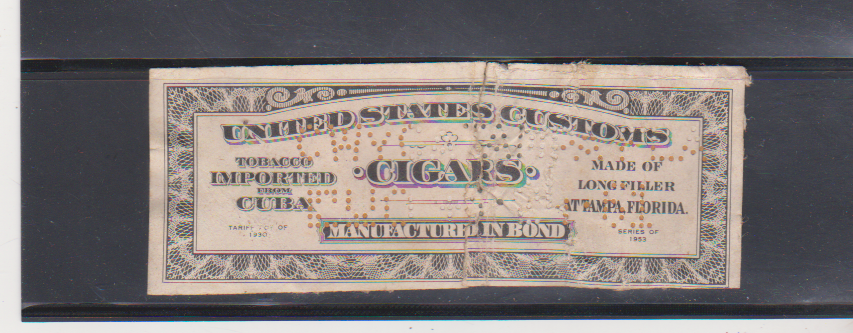 UNITED STATES CUSTOMS
TOBACCO
IMPORTED
FROM
CUBA
TARIFF OF
1930
·CIGARS·
MANUFACTURED IN BOND
MADE OF
LONG FILLER
AT TAMPA, FLORIDA.
SERIES OF
1953